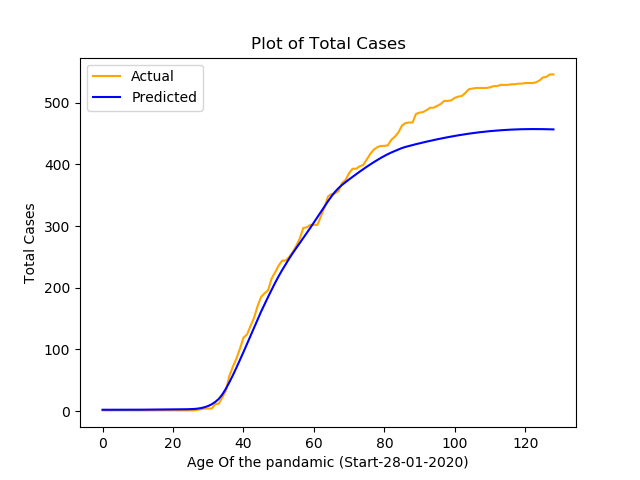 Plot of Total Cases
Actual
Predicted
500
400
300
200
100
0
Total Cases
0 20 40 60 80 100 120
Age Of the pandamic (Start-28-01-2020)